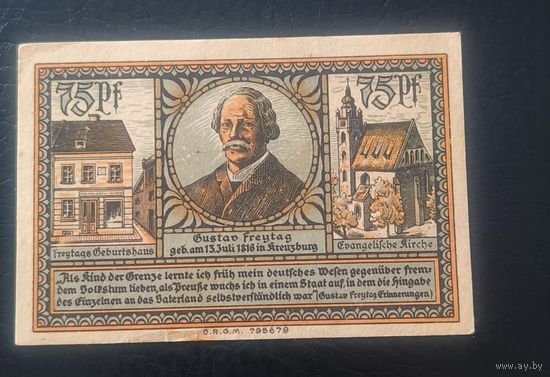 75 Pf
75 Pf
Gustav Freytag
geb. am 13. Juli 1816 in Kreuzburg
Freytags Geburtshaus
Evangelische Kirche
„Als Kind der Grenze lernte ich früh mein deutsches Wesen gegenüber frem-
dem Volkstum lieben, als Preuße wuchs ich in einem Staat auf, in dem die Hingabe
des Einzelnen an das Vaterland selbstverständlich war“ (Gustav Freytag Erinnerungen)
D.R.G.M. 795679
www.ay.by